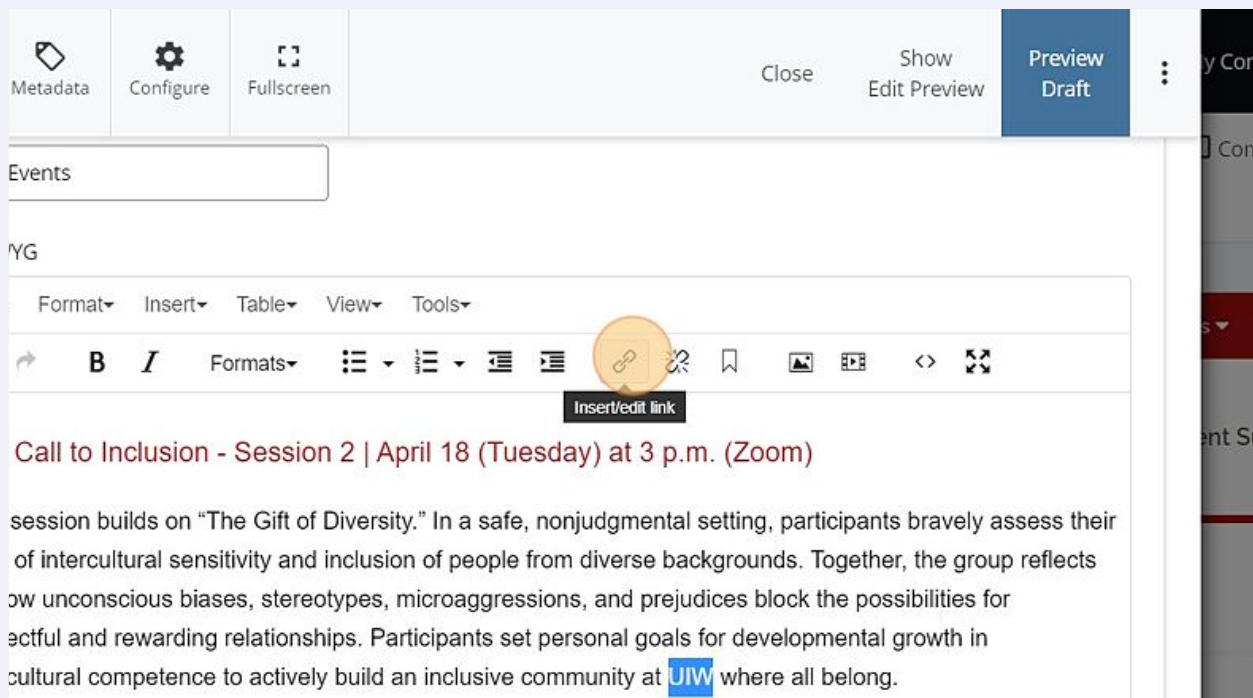 Metadata
Configure
Fullscreen
Close
Show
Edit Preview
Preview
Draft
y Cor
Con
Events
YG
Format Insert Table View Tools
s
B I Formats
Insert/edit link
Call to Inclusion - Session 2 | April 18 (Tuesday) at 3 p.m. (Zoom)
ent S
session builds on “The Gift of Diversity.” In a safe, nonjudgmental setting, participants bravely assess their
of intercultural sensitivity and inclusion of people from diverse backgrounds. Together, the group reflects
ow unconscious biases, stereotypes, microaggressions, and prejudices block the possibilities for
ectful and rewarding relationships. Participants set personal goals for developmental growth in
cultural competence to actively build an inclusive community at UIW where all belong.